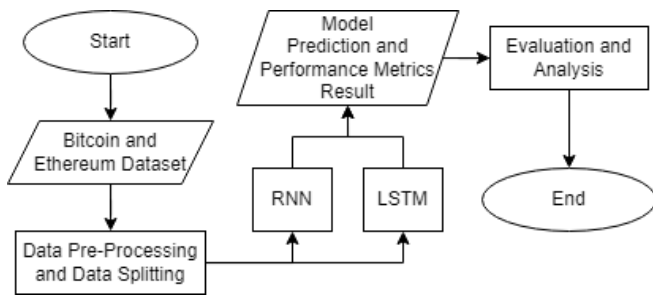 Start
Bitcoin and
Ethereum Dataset
Data Pre-Processing
and Data Splitting
RNN
LSTM
Model
Prediction and
Performance Metrics
Result
Evaluation and
Analysis
End